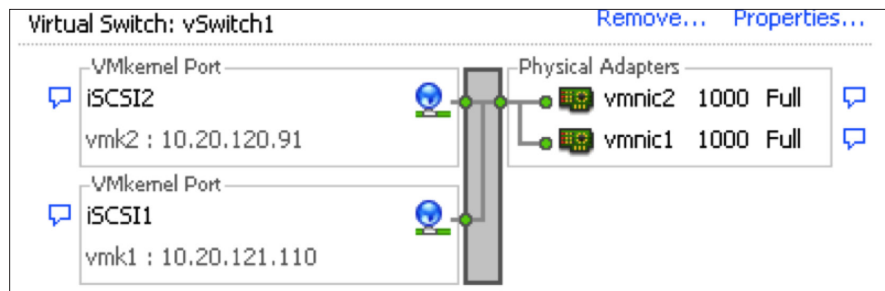 Virtual Switch: vSwitch1 Remove... Properties...
VMkernel Port
iSCSI2
vmk2 : 10.20.120.91
VMkernel Port
iSCSI1
vmk1 : 10.20.121.110
Physical Adapters
vmnic2 1000 Full
vmnic1 1000 Full